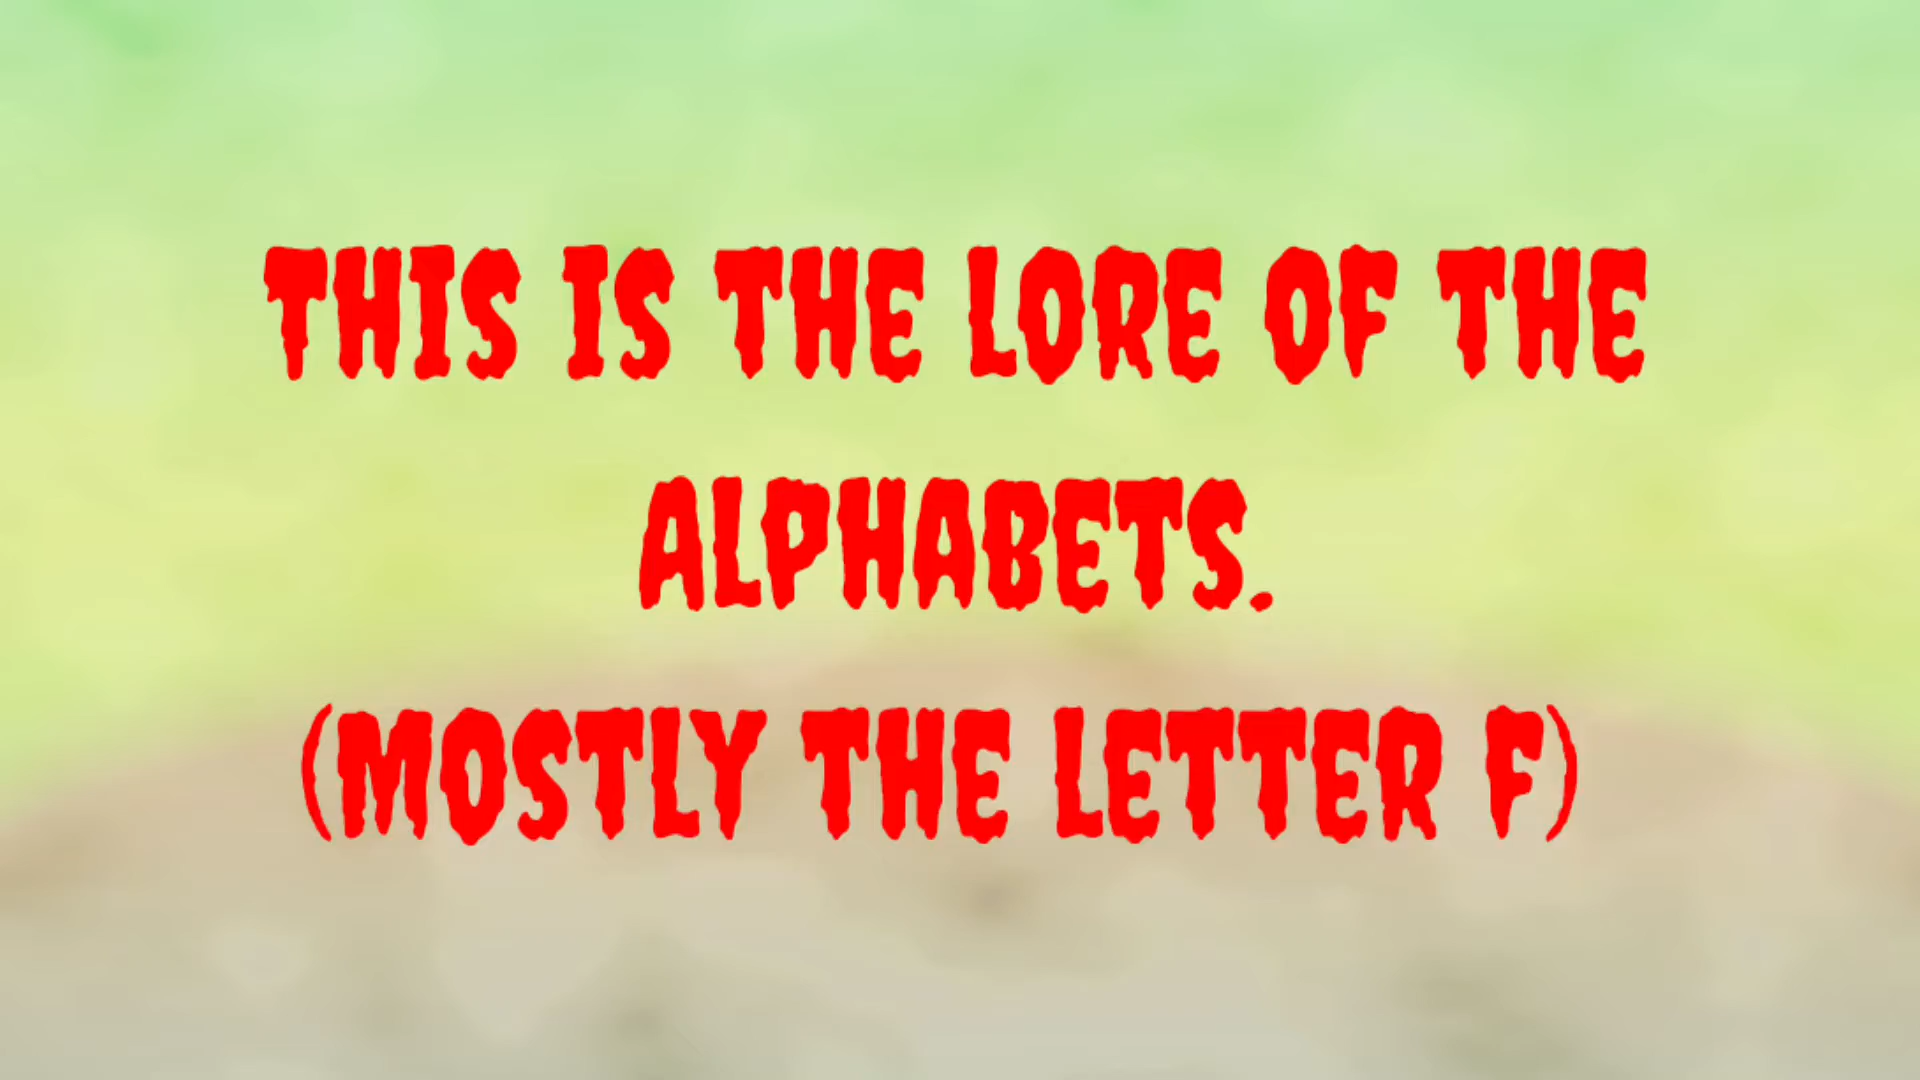 THIS IS THE LORE OF THE
ALPHABETS.
(MOSTLY THE LETTER F)